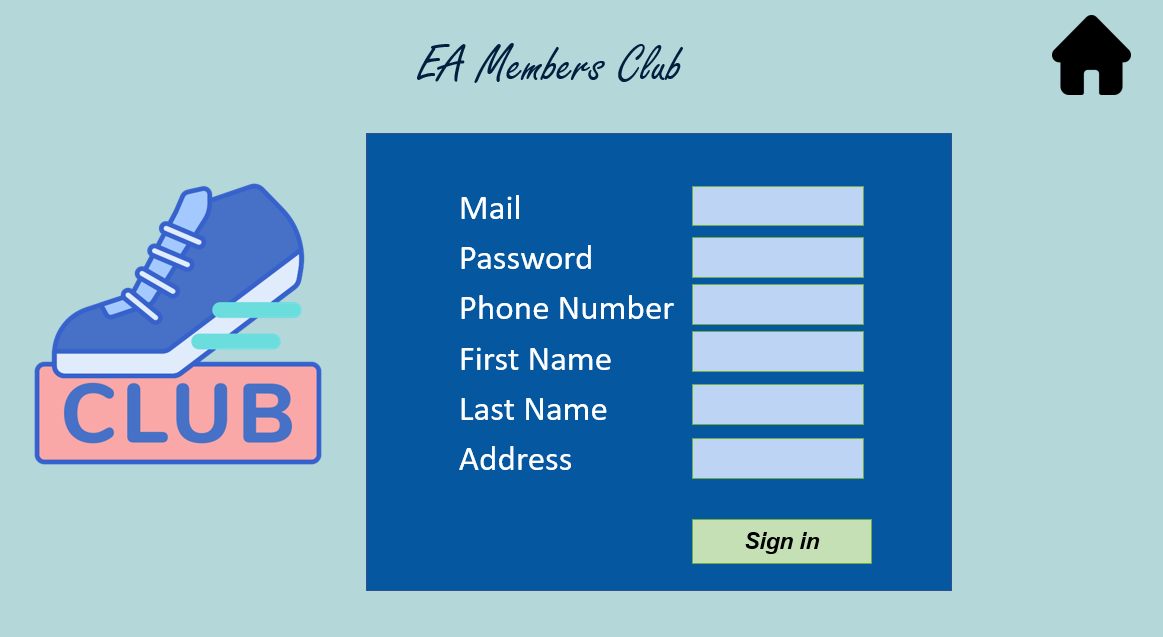 EA Members Club
Mail
Password
Phone Number
First Name
Last Name
Address
CLUB
Sign in